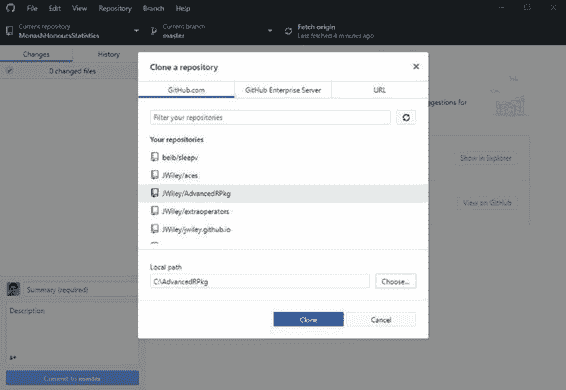 File Edit View Repository Branch Help
Current repository
MonashHonoursStatistics
Current branch
master
Fetch origin
Last fetched 4 minutes ago
Changes
History
0 changed files
Clone a repository
GitHub.com
GitHub Enterprise Server
URL
Filter your repositories
Your repositories
JWiley/aces
JWiley/AdvancedRPkg
JWiley/extraoperators
JWiley/jwiley.github.io
Local path
C:\AdvancedRPkg
Choose...
Clone
Cancel
Show in Explorer
View on GitHub
Summary (required)
Description
Commit to master